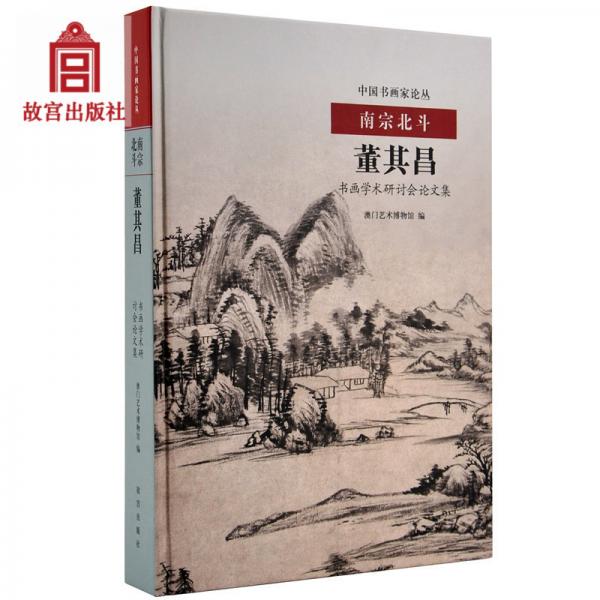 故宫出版社
中国书画家论丛
南宗北斗
董其昌
书画学术研讨会论文集
澳门艺术博物馆 编
中国书画家论丛
南宗
北斗
董其昌
书画学术研
讨会论文集
澳门艺术博物馆 编
故宫出版社